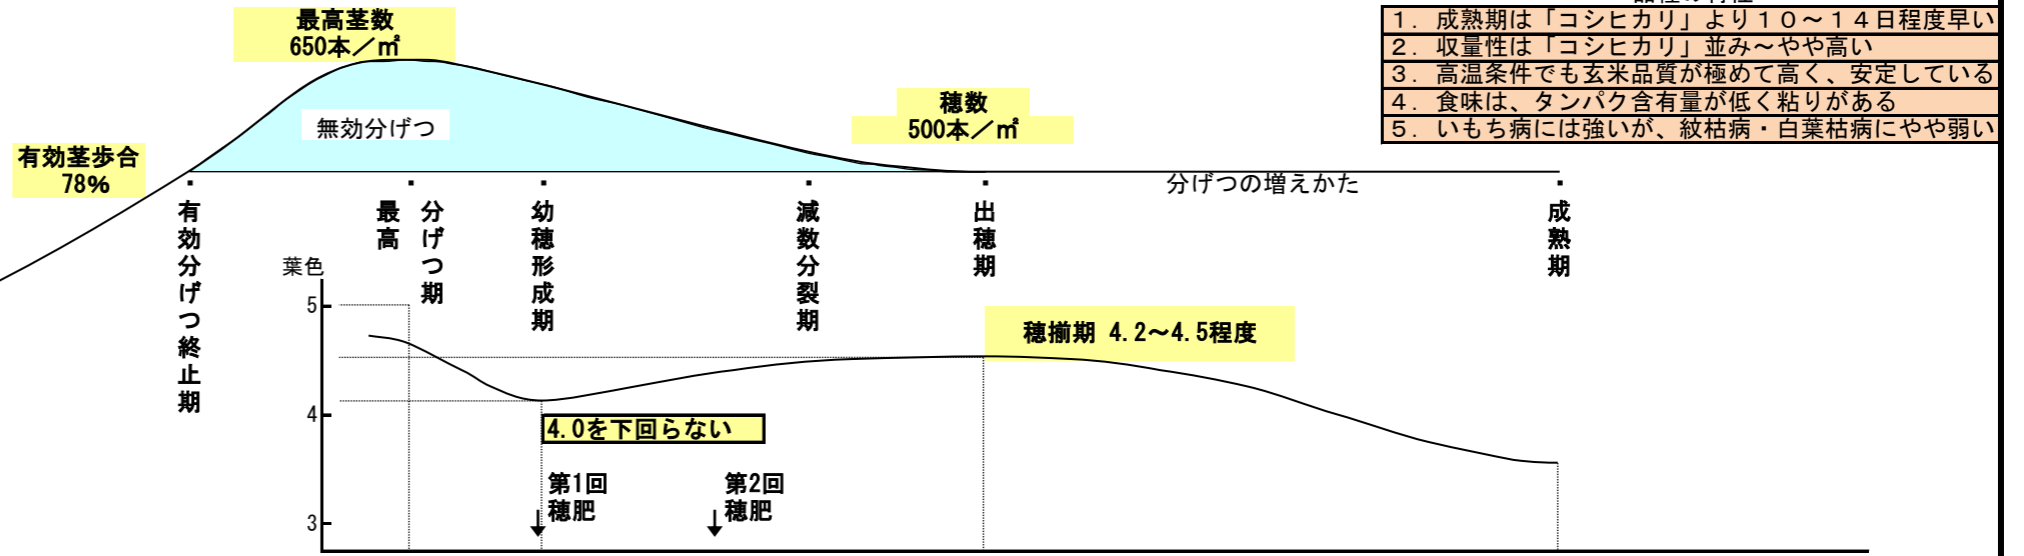 最高茎数
650本／㎡
1. 成熟期は「コシヒカリ」より１０～１４日程度早い
2. 収量性は「コシヒカリ」並み～やや高い
3. 高温条件でも玄米品質が極めて高く、安定している
4. 食味は、タンパク含有量が低く粘りがある
5. いもち病には強いが、紋枯病・白葉枯病にやや弱い
穂数
500本／㎡
無効分げつ
有効茎歩合
78%
分げつの増えかた
有効分げつ終止期
最高
分げつ期
幼穂形成期
減数分裂期
出穂期
成熟期
葉色
5
穂揃期 4.2～4.5程度
4
4.0を下回らない
第1回
穂肥
第2回
穂肥
3